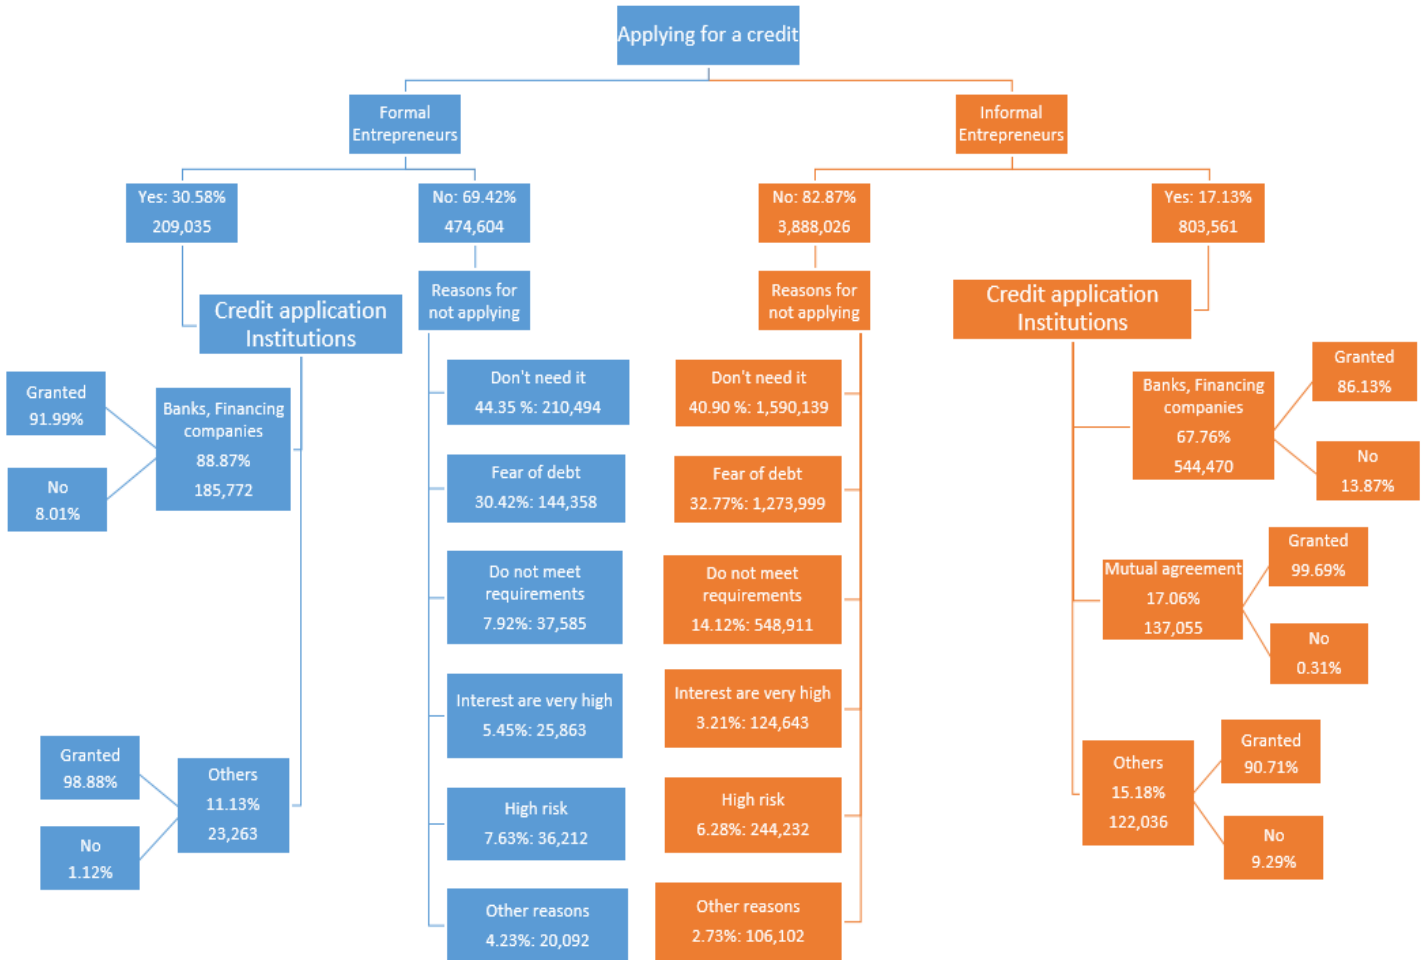 Applying for a credit
Formal
Entrepreneurs
Yes: 30.58%
209,035
Credit application
Institutions
Banks, Financing
companies
88.87%
185,772
Granted
91.99%
No
8.01%
Others
11.13%
23,263
Granted
98.88%
No
1.12%
No: 69.42%
474,604
Reasons for
not applying
Don't need it
44.35 %: 210,494
Fear of debt
30.42%: 144,358
Do not meet
requirements
7.92%: 37,585
Interest are very high
5.45%: 25,863
High risk
7.63%: 36,212
Other reasons
4.23%: 20,092
Informal
Entrepreneurs
No: 82.87%
3,888,026
Reasons for
not applying
Don't need it
40.90 %: 1,590,139
Fear of debt
32.77%: 1,273,999
Do not meet
requirements
14.12%: 548,911
Interest are very high
3.21%: 124,643
High risk
6.28%: 244,232
Other reasons
2.73%: 106,102
Yes: 17.13%
803,561
Credit application
Institutions
Banks, Financing
companies
67.76%
544,470
Granted
86.13%
No
13.87%
Mutual agreement
17.06%
137,055
Granted
99.69%
No
0.31%
Others
15.18%
122,036
Granted
90.71%
No
9.29%